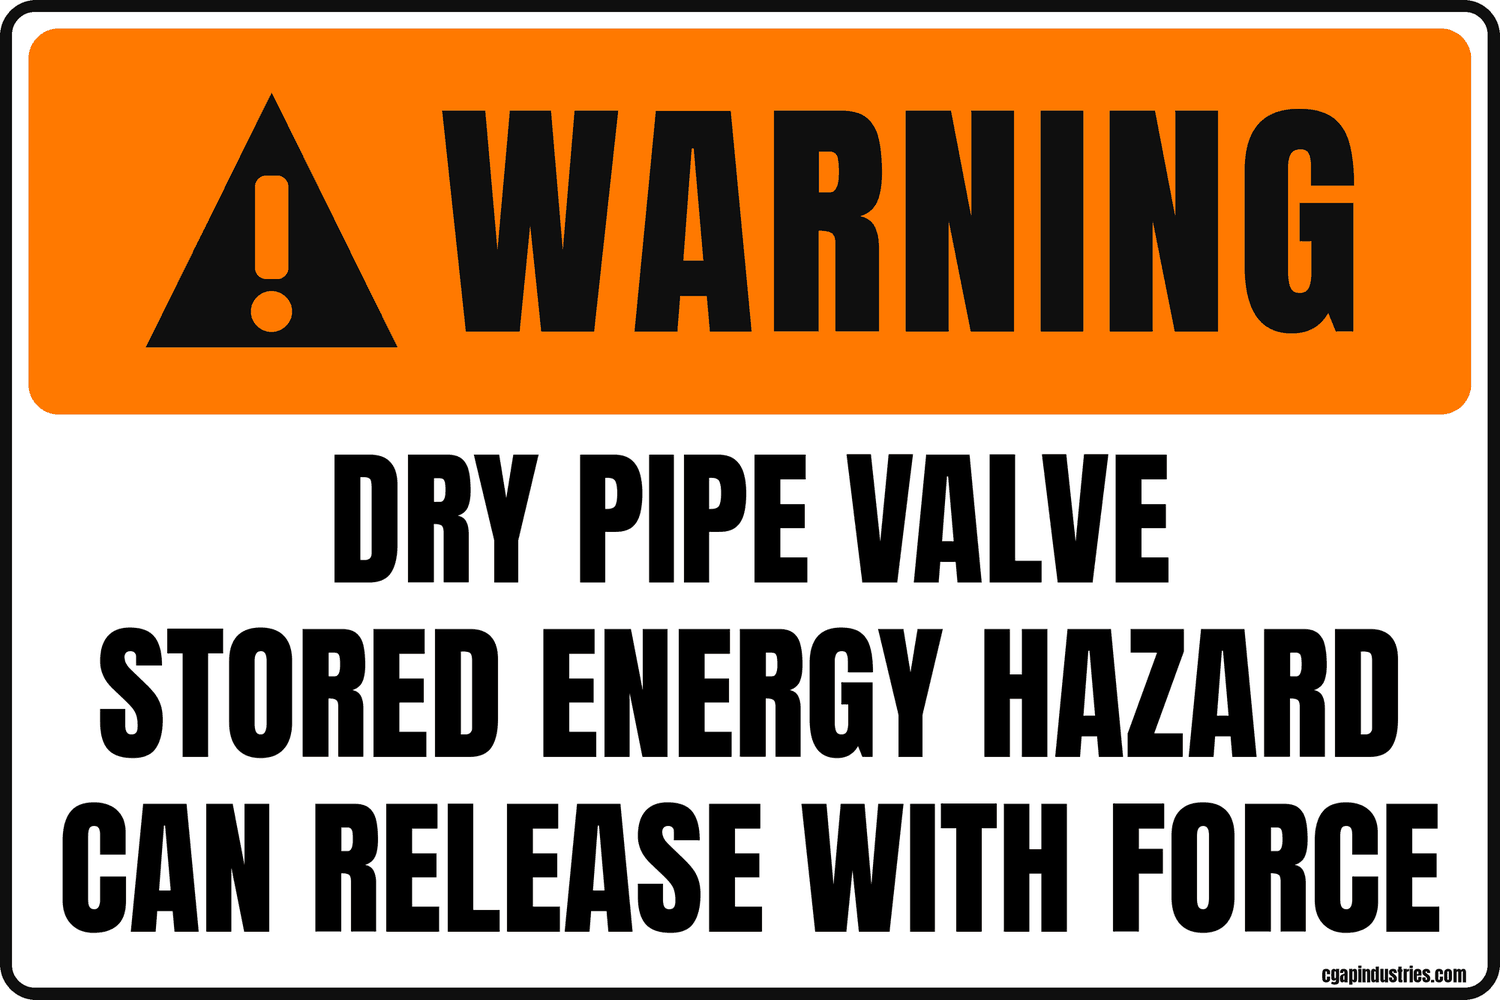 WARNING
DRY PIPE VALVE
STORED ENERGY HAZARD
CAN RELEASE WITH FORCE
cgapindustries.com